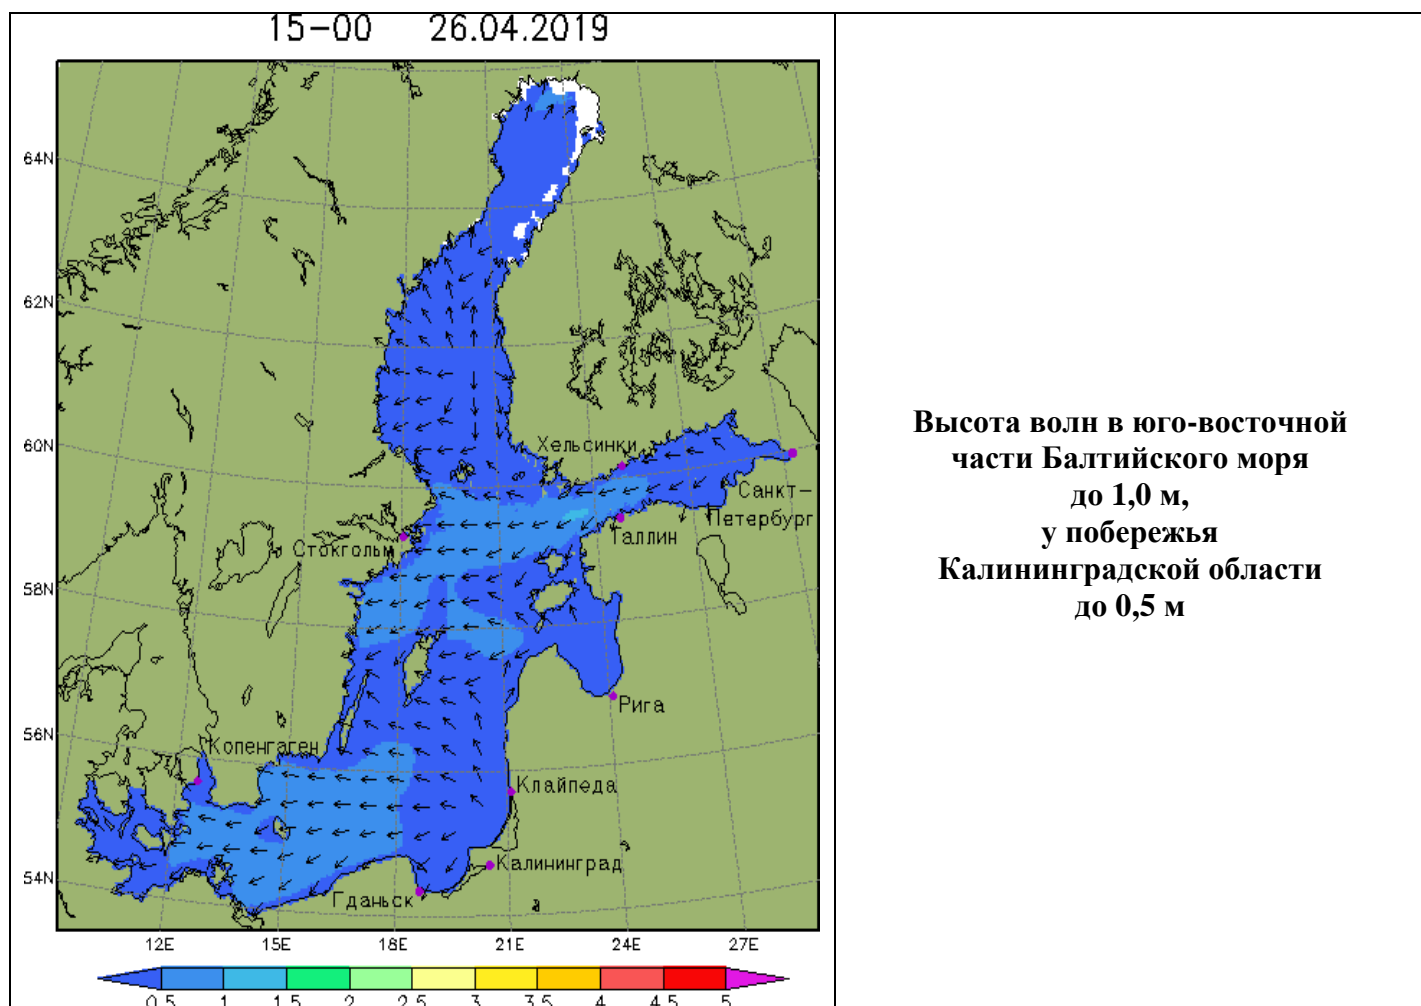 15-00 26.04.2019
64N
62N
60N
58N
56N
54N
Хельсинки
Санкт-
Петербург
Таллин
Стокгольм
Рига
Копенгаген
Клайпеда
Калининград
Гданьск
12E 15E 18E 21E 24E 27E
0.5 1 1.5 2 2.5 3 3.5 4 4.5 5
Высота волн в юго-восточной
части Балтийского моря
до 1,0 м,
у побережья
Калининградской области
до 0,5 м